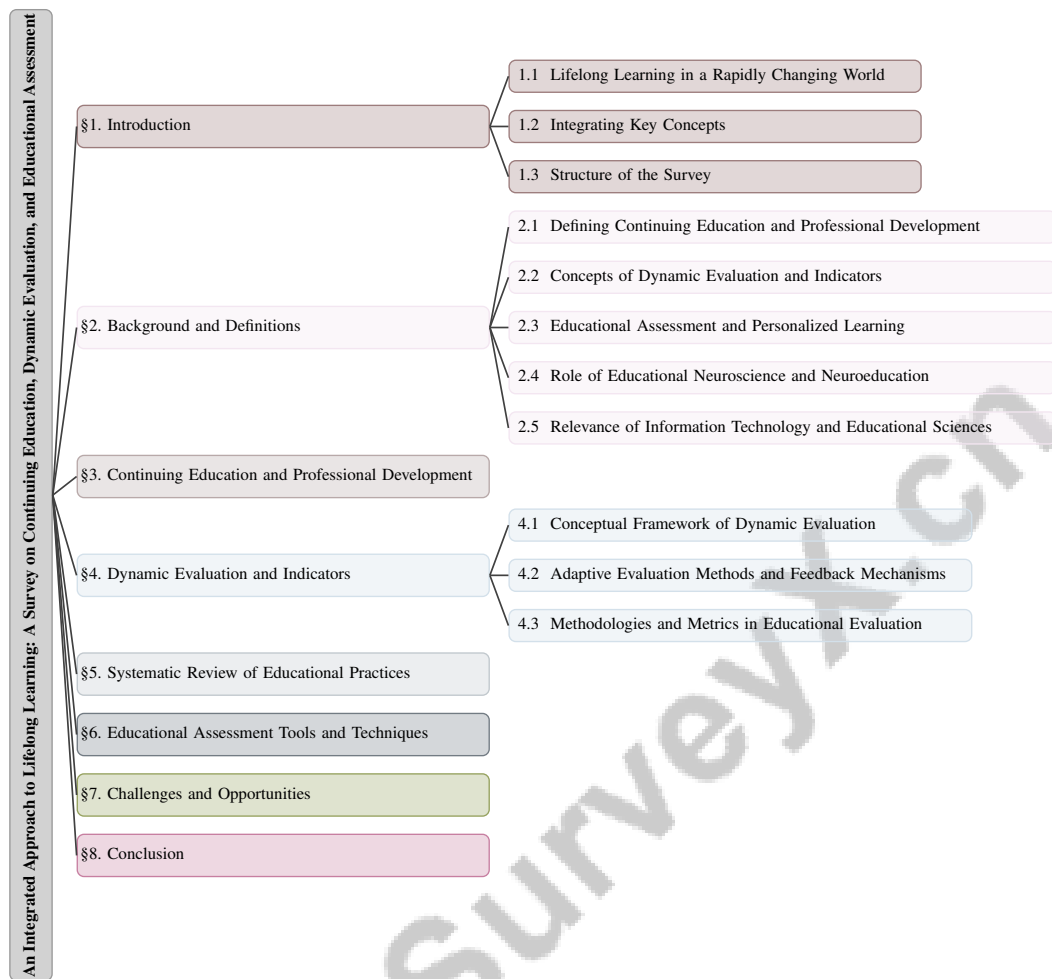 An Integrated Approach to Lifelong Learning: A Survey on Continuing Education, Dynamic Evaluation, and Educational Assessment
§1. Introduction
1.1 Lifelong Learning in a Rapidly Changing World
1.2 Integrating Key Concepts
1.3 Structure of the Survey
§2. Background and Definitions
2.1 Defining Continuing Education and Professional Development
2.2 Concepts of Dynamic Evaluation and Indicators
2.3 Educational Assessment and Personalized Learning
2.4 Role of Educational Neuroscience and Neuroeducation
2.5 Relevance of Information Technology and Educational Sciences
§3. Continuing Education and Professional Development
§4. Dynamic Evaluation and Indicators
4.1 Conceptual Framework of Dynamic Evaluation
4.2 Adaptive Evaluation Methods and Feedback Mechanisms
4.3 Methodologies and Metrics in Educational Evaluation
§5. Systematic Review of Educational Practices
§6. Educational Assessment Tools and Techniques
§7. Challenges and Opportunities
§8. Conclusion
SurveyX.cn